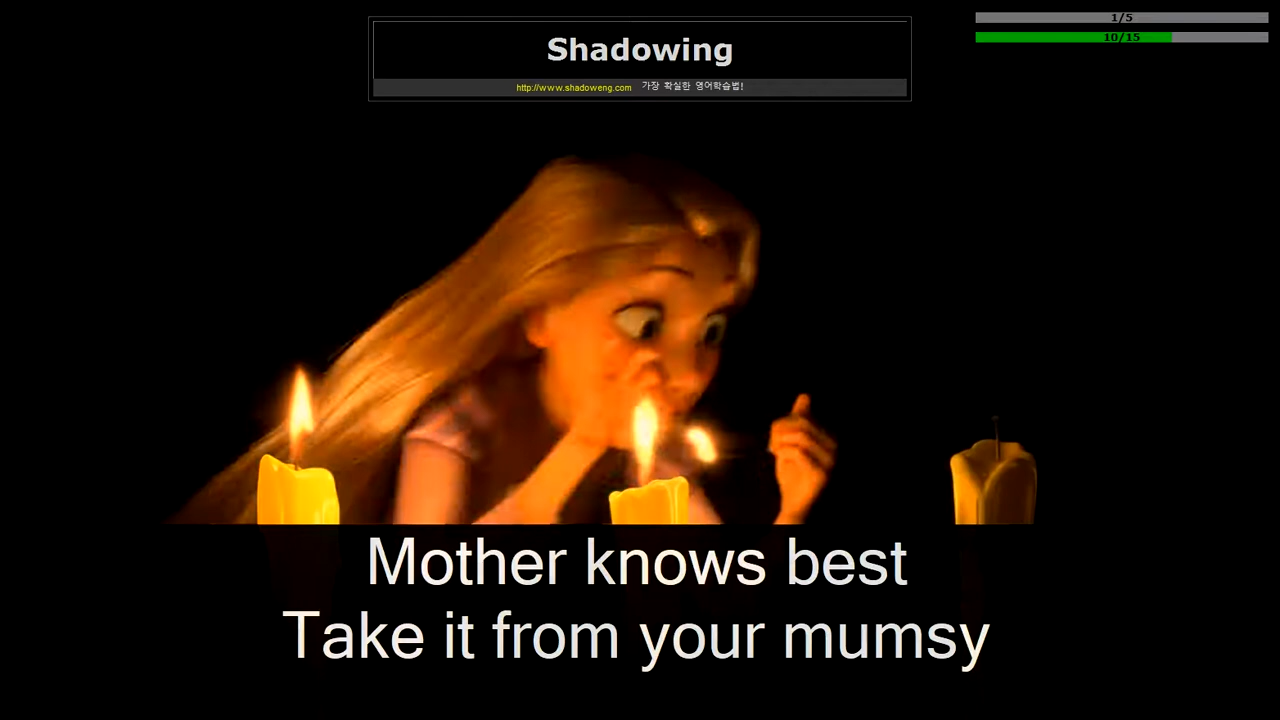 1/5
Shadowing
10/15
http://www.shadoweng.com 가장 확실한 영어학습법!
Mother knows best
Take it from your mumsy